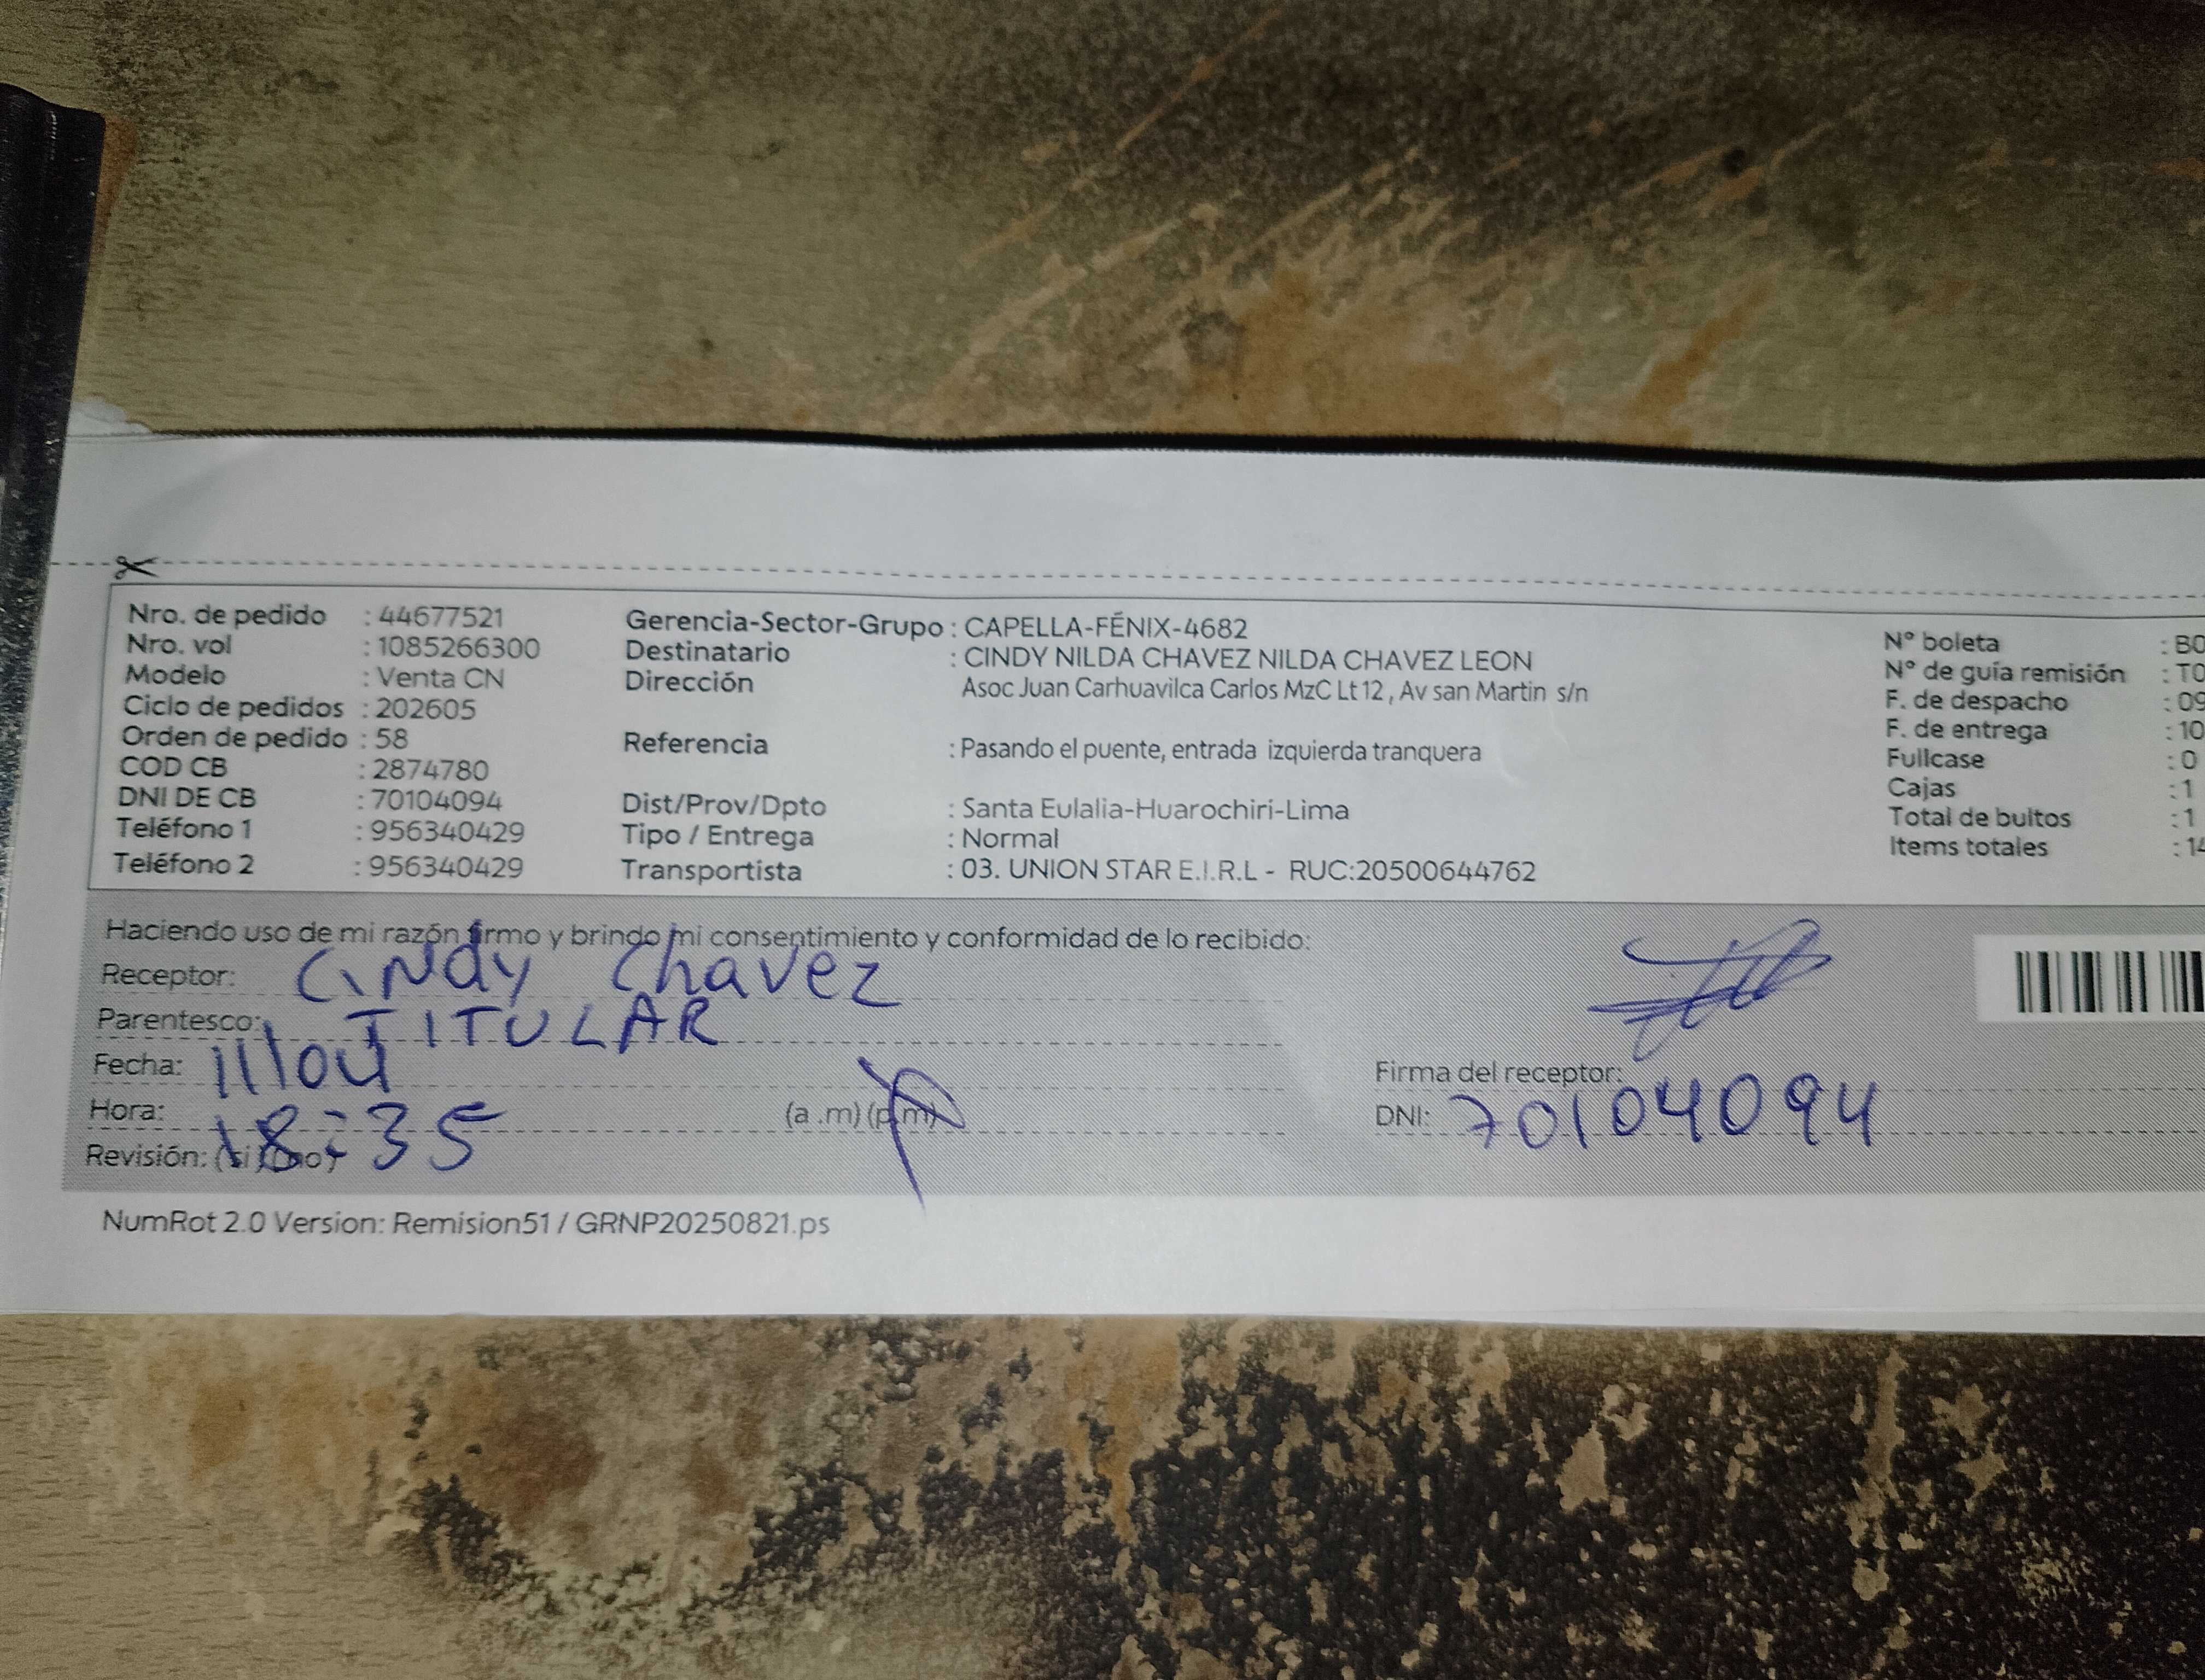 Nro. de pedido : 44677521
Nro. vol : 1085266300
Modelo : Venta CN
Ciclo de pedidos : 202605
Orden de pedido : 58
COD CB : 2874780
DNI DE CB : 70104094
Teléfono 1 : 956340429
Teléfono 2 : 956340429
Gerencia-Sector-Grupo : CAPELLA-FÉNIX-4682
Destinatario : CINDY NILDA CHAVEZ NILDA CHAVEZ LEON
Dirección Asoc Juan Carhuavilca Carlos MzC Lt 12 , Av san Martin s/n
Referencia : Pasando el puente, entrada izquierda tranquera
Dist/Prov/Dpto : Santa Eulalia-Huarochirí-Lima
Tipo / Entrega : Normal
Transportista : 03. UNION STAR E.I.R.L - RUC:20500644762
N° boleta : B0
N° de guía remisión : T0
F. de despacho : 09
F. de entrega : 10
Fullcase : 0
Cajas : 1
Total de bultos : 1
Items totales : 14
Haciendo uso de mi razón firmo y brindo mi consentimiento y conformidad de lo recibido:
Receptor: Cindy Chavez
Parentesco: TITULAR
Fecha: 11/04
Hora: 18:35 (a .m) (p.m)
Revisión: (si) (no)
Firma del receptor:
DNI: 70104094
NumRot 2.0 Version: Remision51 / GRNP20250821.ps